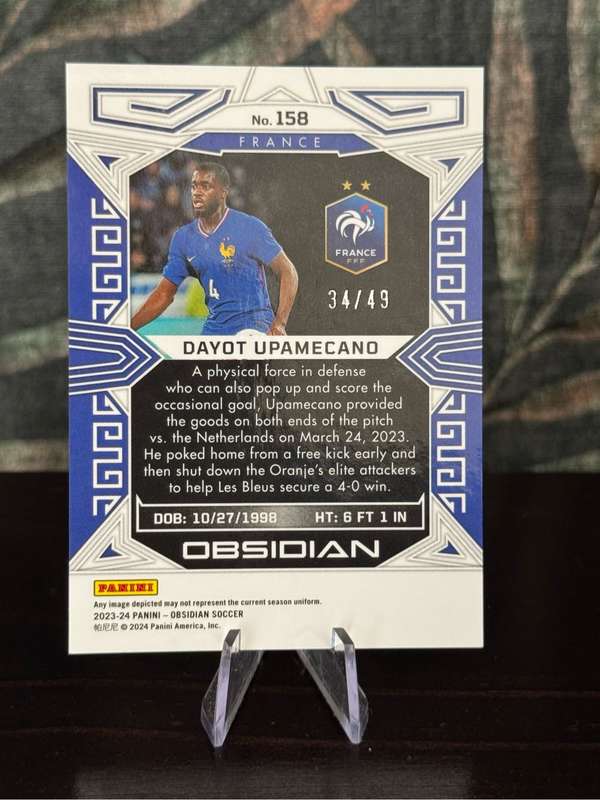 No. 158
FRANCE
4
FRANCE
FFF
34/49
DAYOT UPAMECANO
A physical force in defense
who can also pop up and score the
occasional goal, Upamecano provided
the goods on both ends of the pitch
vs. the Netherlands on March 24, 2023.
He poked home from a free kick early and
then shut down the Oranje's elite attackers
to help Les Bleus secure a 4-0 win.
DOB: 10/27/1998 HT: 6 FT 1 IN
OBSIDIAN
PANINI
Any image depicted may not represent the current season uniform.
2023-24 PANINI – OBSIDIAN SOCCER
帕尼尼 © 2024 Panini America, Inc.